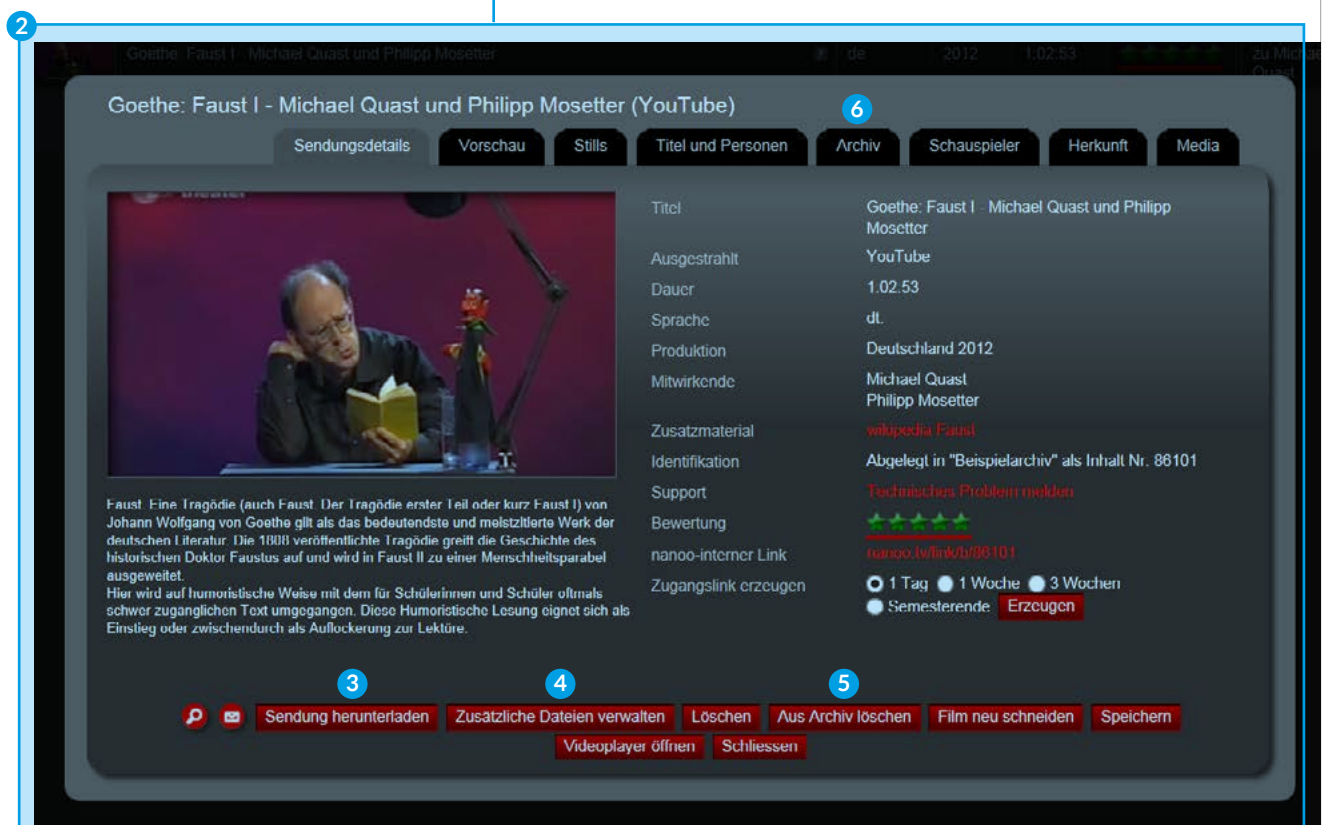 2
Goethe: Faust I - Michael Quast und Philipp Mosetter de 2012 1:02:53 zu Michae
Quast
Goethe: Faust I - Michael Quast und Philipp Mosetter (YouTube)
6
Sendungsdetails Vorschau Stills Titel und Personen Archiv Schauspieler Herkunft Media
theater
Titel Goethe: Faust I - Michael Quast und Philipp
Mosetter
Ausgestrahlt YouTube
Dauer 1.02.53
Sprache dt.
Produktion Deutschland 2012
Mitwirkende Michael Quast
Philipp Mosetter
Zusatzmaterial wikipedia Faust
Identifikation Abgelegt in "Beispielarchiv" als Inhalt Nr. 86101
Support Technisches Problem melden
Bewertung
nanoo-interner Link nanoo.tv/link/b/86101
Zugangslink erzeugen 1 Tag 1 Woche 3 Wochen
Semesterende Erzeugen
Faust. Eine Tragödie (auch Faust. Der Tragödie erster Teil oder kurz Faust I) von
Johann Wolfgang von Goethe gilt als das bedeutendste und meistzitierte Werk der
deutschen Literatur. Die 1808 veröffentlichte Tragödie greift die Geschichte des
historischen Doktor Faustus auf und wird in Faust II zu einer Menschheitsparabel
ausgeweitet.
Hier wird auf humoristische Weise mit dem für Schülerinnen und Schüler oftmals
schwer zugänglichen Text umgegangen. Diese Humoristische Lesung eignet sich als
Einstieg oder zwischendurch als Auflockerung zur Lektüre.
3 4 5
Sendung herunterladen Zusätzliche Dateien verwalten Löschen Aus Archiv löschen Film neu schneiden Speichern
Videoplayer öffnen Schliessen